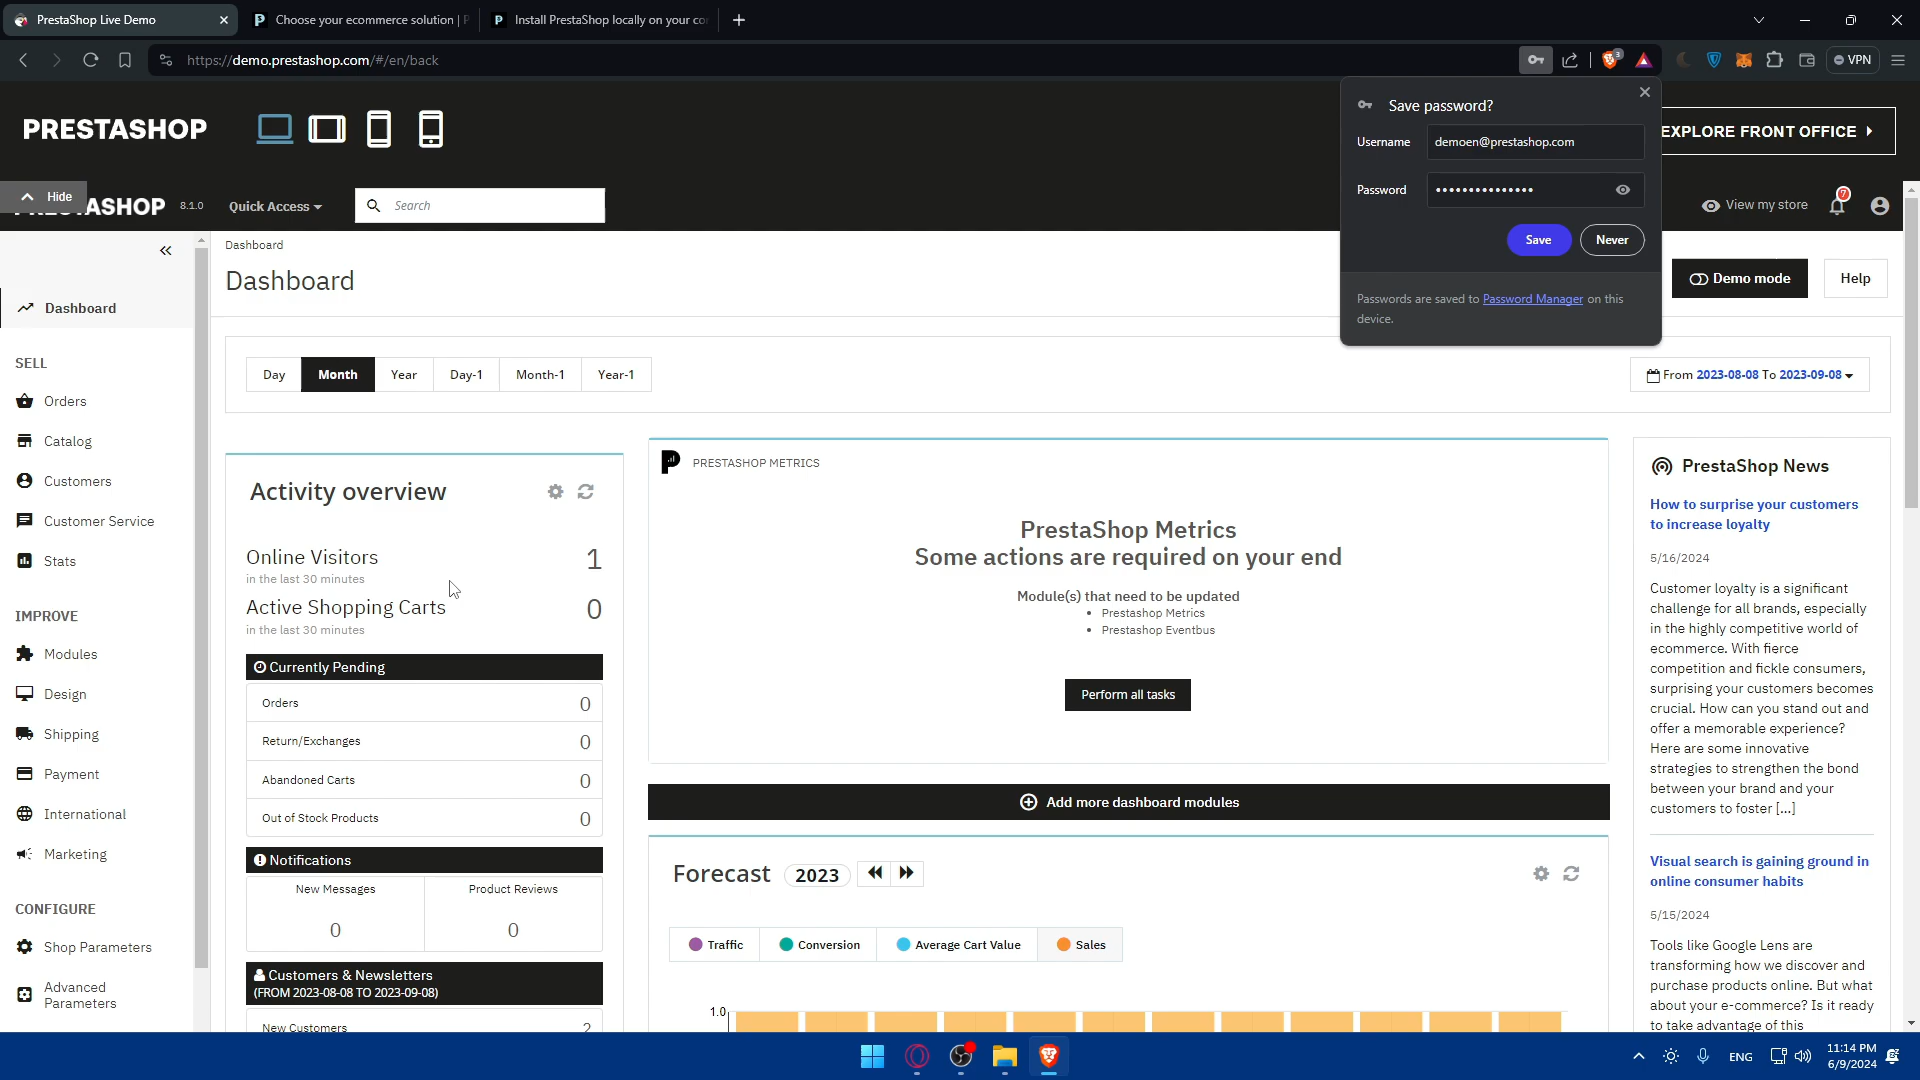 PrestaShop Live Demo
Choose your ecommerce solution | P
Install PrestaShop locally on your co
https://demo.prestashop.com/#/en/back
3
VPN
PRESTASHOP
EXPLORE FRONT OFFICE
Save password?
Username
demoen@prestashop.com
Password
•••••••••••••••
Save
Never
Passwords are saved to Password Manager on this
device.
Hide
PRESTASHOP
8.1.0
Quick Access
Search
View my store
7
Dashboard
Dashboard
Demo mode
Help
Dashboard
SELL
Orders
Catalog
Customers
Customer Service
Stats
IMPROVE
Modules
Design
Shipping
Payment
International
Marketing
CONFIGURE
Shop Parameters
Advanced
Parameters
Day
Month
Year
Day-1
Month-1
Year-1
From 2023-08-08 To 2023-09-08
Activity overview
Online Visitors
1
in the last 30 minutes
Active Shopping Carts
0
in the last 30 minutes
Currently Pending
Orders
0
Return/Exchanges
0
Abandoned Carts
0
Out of Stock Products
0
Notifications
New Messages
Product Reviews
0
0
Customers & Newsletters
(FROM 2023-08-08 TO 2023-09-08)
New Customers
2
PRESTASHOP METRICS
PrestaShop Metrics
Some actions are required on your end
Module(s) that need to be updated
Prestashop Metrics
Prestashop Eventbus
Perform all tasks
Add more dashboard modules
Forecast
2023
Traffic
Conversion
Average Cart Value
Sales
1.0
PrestaShop News
How to surprise your customers
to increase loyalty
5/16/2024
Customer loyalty is a significant
challenge for all brands, especially
in the highly competitive world of
ecommerce. With fierce
competition and fickle consumers,
surprising your customers becomes
crucial. How can you stand out and
offer a memorable experience?
Here are some innovative
strategies to strengthen the bond
between your brand and your
customers to foster [...]
Visual search is gaining ground in
online consumer habits
5/15/2024
Tools like Google Lens are
transforming how we discover and
purchase products online. But what
about your e-commerce? Is it ready
to take advantage of this
ENG
11:14 PM
6/9/2024